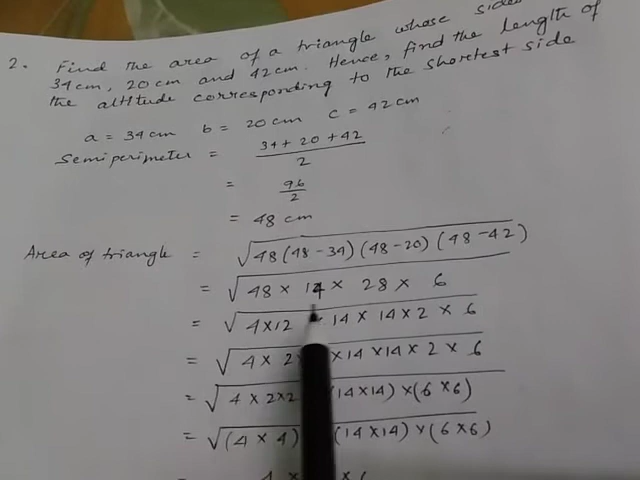 2. Find the area of a triangle whose
34 cm, 20 cm and 42 cm. Hence, find the length of
the altitude corresponding to the shortest side
a = 34 cm b = 20 cm c = 42 cm
Semi perimeter = 34 + 20 + 42 / 2
= 96 / 2
= 48 cm
Area of triangle = √48 (48 - 34) (48 - 20) (48 - 42)
= √48 × 14 × 28 × 6
= √4 × 12 14 × 14 × 2 × 6
= √4 × 2 × 14 × 14 × 2 × 6
= √4 × 2 × 2 (14 × 14) × (6 × 6)
= √(4 × 4) (14 × 14) × (6 × 6)